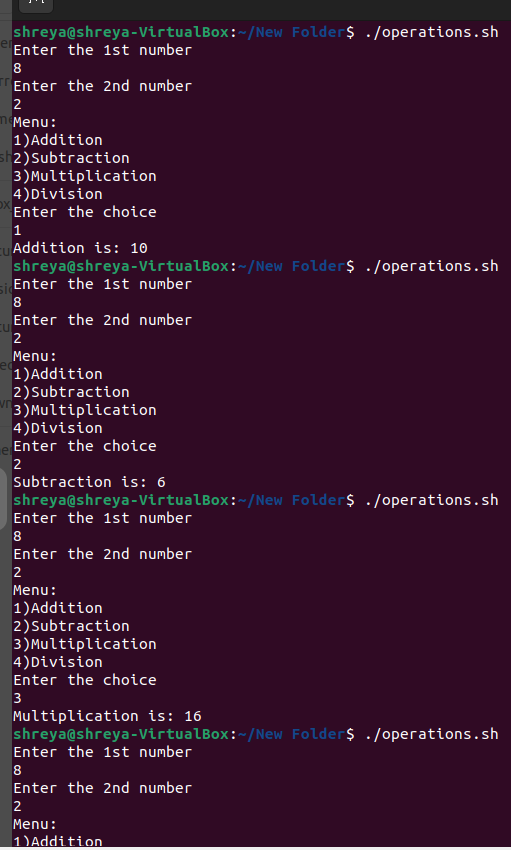 shreya@shreya-VirtualBox:~/New Folder$ ./operations.sh
Enter the 1st number
8
Enter the 2nd number
2
Menu:
1)Addition
2)Subtraction
3)Multiplication
4)Division
Enter the choice
1
Addition is: 10
shreya@shreya-VirtualBox:~/New Folder$ ./operations.sh
Enter the 1st number
8
Enter the 2nd number
2
Menu:
1)Addition
2)Subtraction
3)Multiplication
4)Division
Enter the choice
2
Subtraction is: 6
shreya@shreya-VirtualBox:~/New Folder$ ./operations.sh
Enter the 1st number
8
Enter the 2nd number
2
Menu:
1)Addition
2)Subtraction
3)Multiplication
4)Division
Enter the choice
3
Multiplication is: 16
shreya@shreya-VirtualBox:~/New Folder$ ./operations.sh
Enter the 1st number
8
Enter the 2nd number
2
Menu:
1)Addition